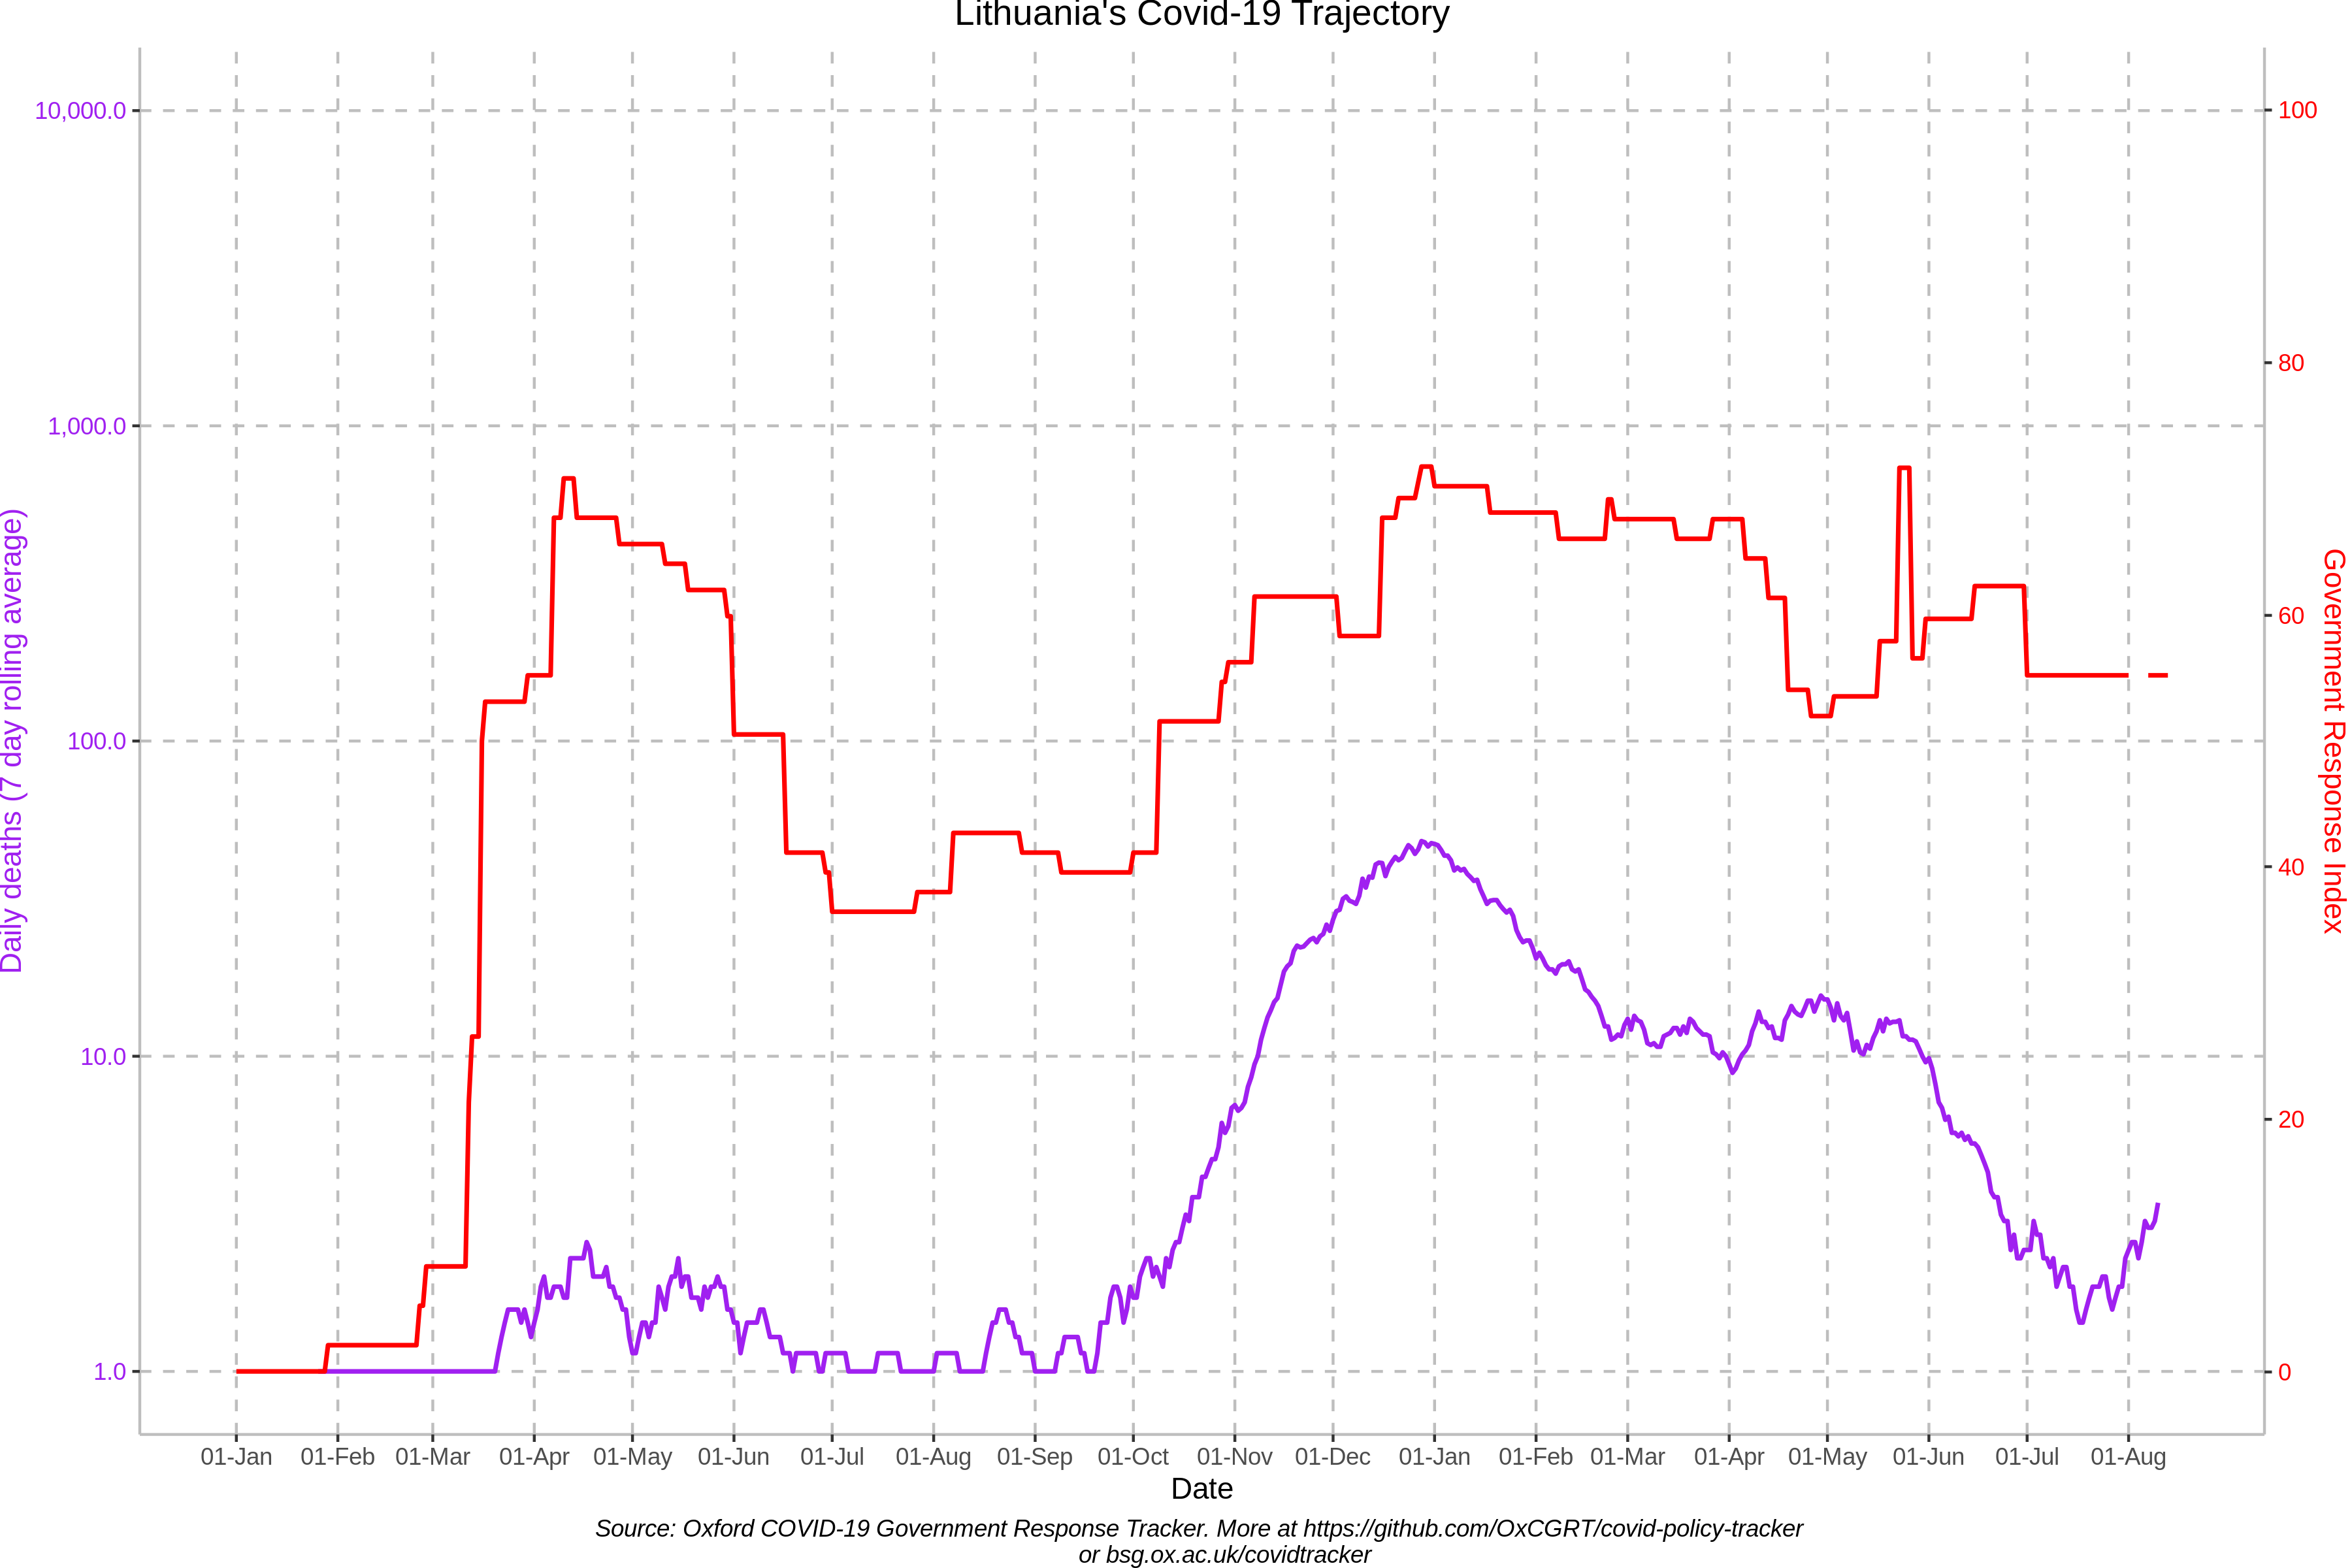 Lithuania's Covid-19 Trajectory
10,000.0
1,000.0
100.0
10.0
1.0
Daily deaths (7 day rolling average)
100
80
60
40
20
0
Government Response Index
01-Jan 01-Feb 01-Mar 01-Apr 01-May 01-Jun 01-Jul 01-Aug 01-Sep 01-Oct 01-Nov 01-Dec 01-Jan 01-Feb 01-Mar 01-Apr 01-May 01-Jun 01-Jul 01-Aug
Date
Source: Oxford COVID-19 Government Response Tracker. More at https://github.com/OxCGRT/covid-policy-tracker
or bsg.ox.ac.uk/covidtracker